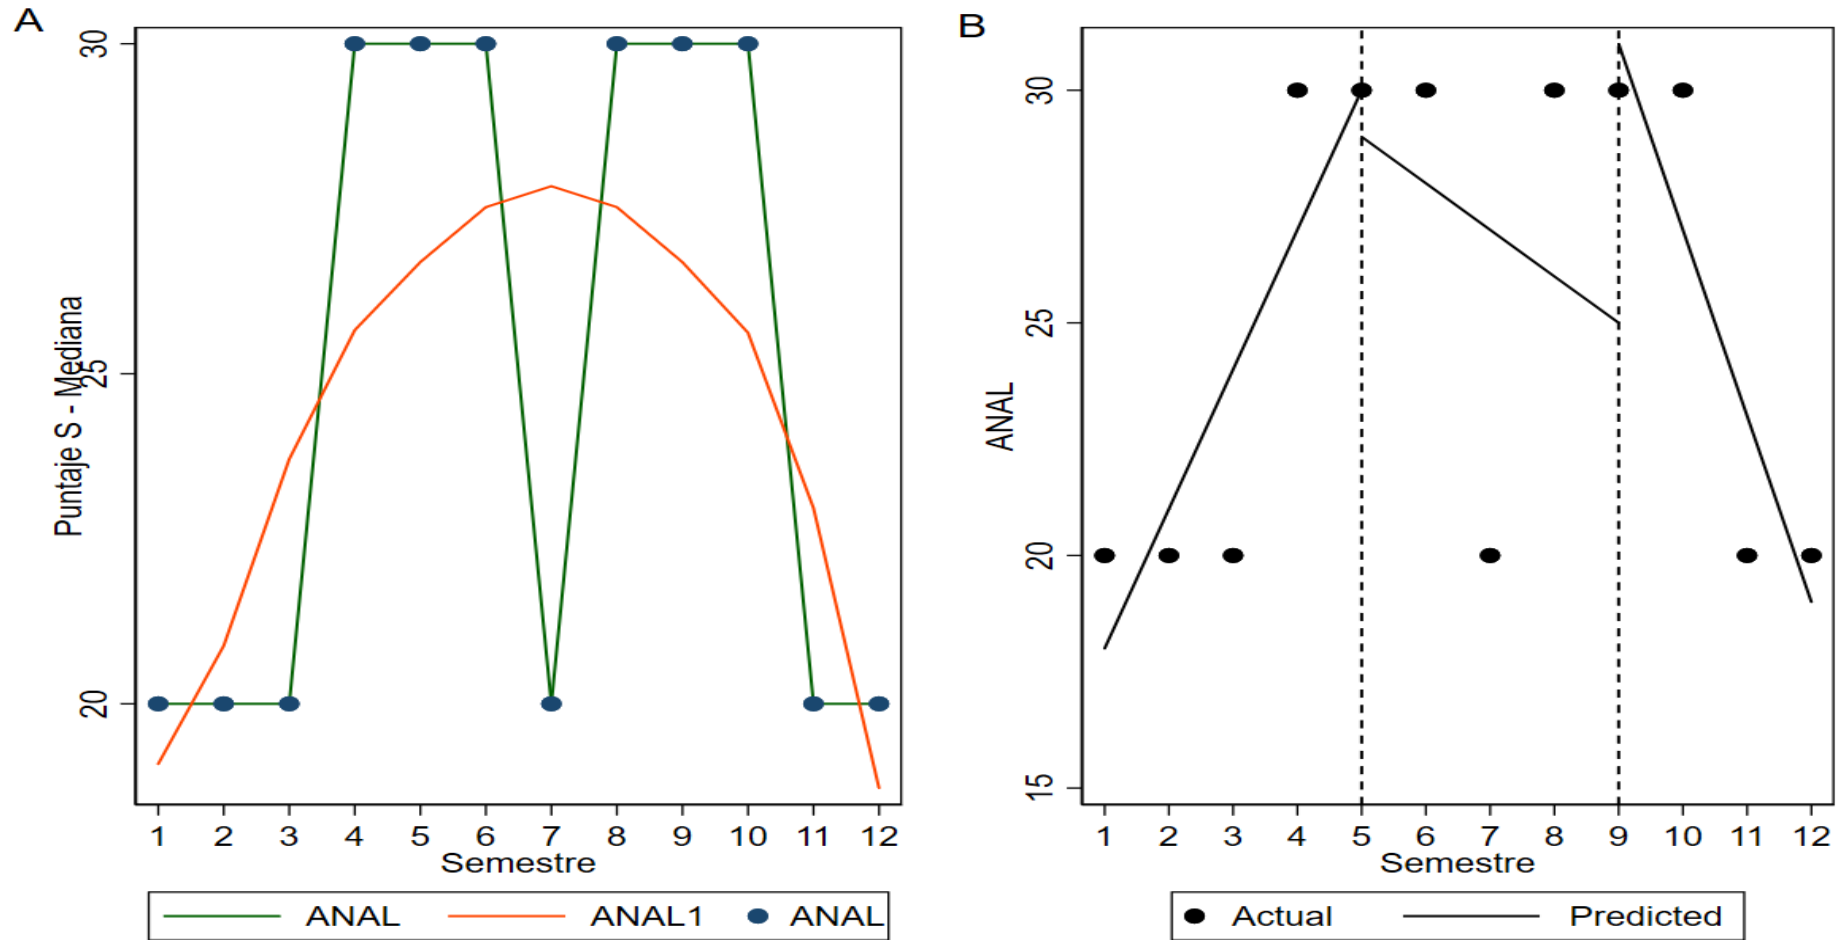 A
Puntaje S - Mediana
30
25
20
1 2 3 4 5 6 7 8 9 10 11 12
Semestre
ANAL ANAL1 ANAL
B
ANAL
30
25
20
15
1 2 3 4 5 6 7 8 9 10 11 12
Semestre
Actual Predicted